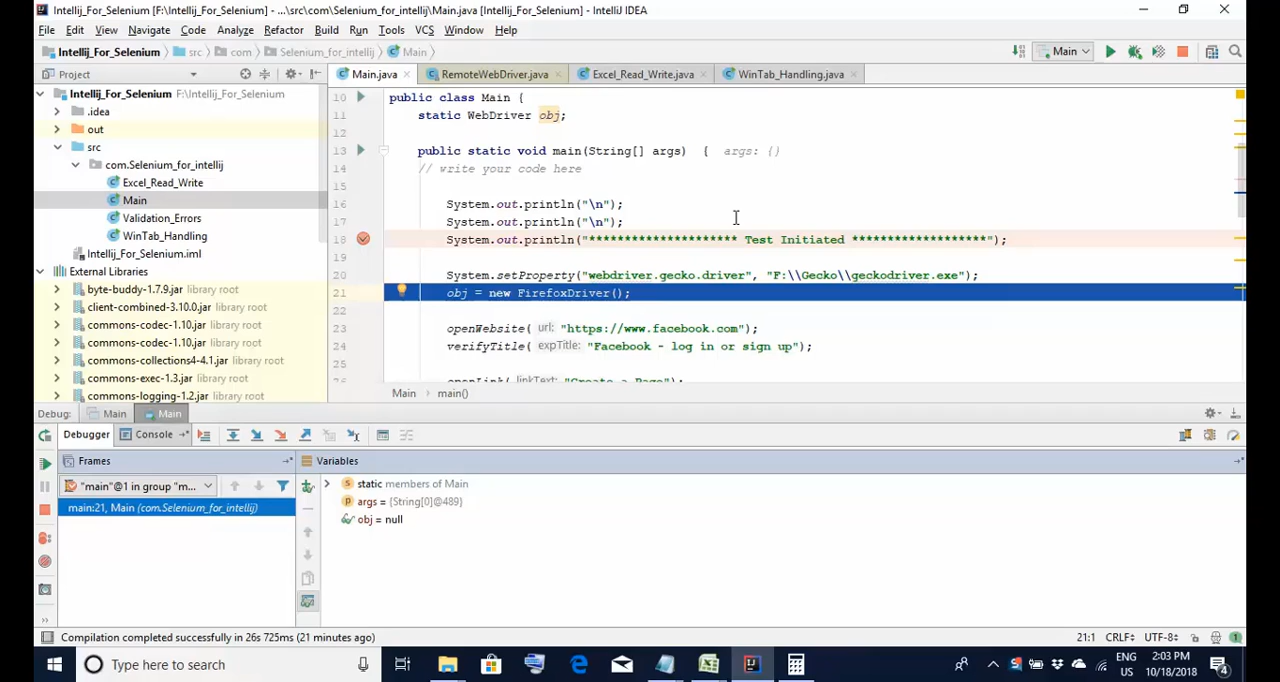 Intellij_For_Selenium [F:\Intellij_For_Selenium] - ...\src\com\Selenium_for_intellij\Main.java [Intellij_For_Selenium] - IntelliJ IDEA
File Edit View Navigate Code Analyze Refactor Build Run Tools VCS Window Help
Intellij_For_Selenium src com Selenium_for_intellij Main Main
Project Main.java RemoteWebDriver.java Excel_Read_Write.java WinTab_Handling.java
Intellij_For_Selenium F:\Intellij_For_Selenium
.idea
out
src
com.Selenium_for_intellij
Excel_Read_Write
Main
Validation_Errors
WinTab_Handling
Intellij_For_Selenium.iml
External Libraries
byte-buddy-1.7.9.jar library root
client-combined-3.10.0.jar library root
commons-codec-1.10.jar library root
commons-codec-1.10.jar library root
commons-collections4-4.1.jar library root
commons-exec-1.3.jar library root
commons-logging-1.2.jar library root
10 public class Main {
11 static WebDriver obj;
12
13 public static void main(String[] args) { args: {}
14 // write your code here
15
16 System.out.println("\n");
17 System.out.println("\n");
18 System.out.println("********************* Test Initiated *******************");
19
20 System.setProperty("webdriver.gecko.driver", "F:\\Gecko\\geckodriver.exe");
21 obj = new FirefoxDriver();
22
23 openWebsite( url: "https://www.facebook.com");
24 verifyTitle( expTitle: "Facebook - log in or sign up");
25
26 openLink( linkText: "Create a Page");
Main main()
Debug: Main Main
Debugger Console
Frames Variables
"main"@1 in group "m...
main:21, Main (com.Selenium_for_intellij)
static members of Main
args = {String[0]@489}
obj = null
Compilation completed successfully in 26s 725ms (21 minutes ago) 21:1 CRLF UTF-8 1
Type here to search
ENG
US
2:03 PM
10/18/2018
4